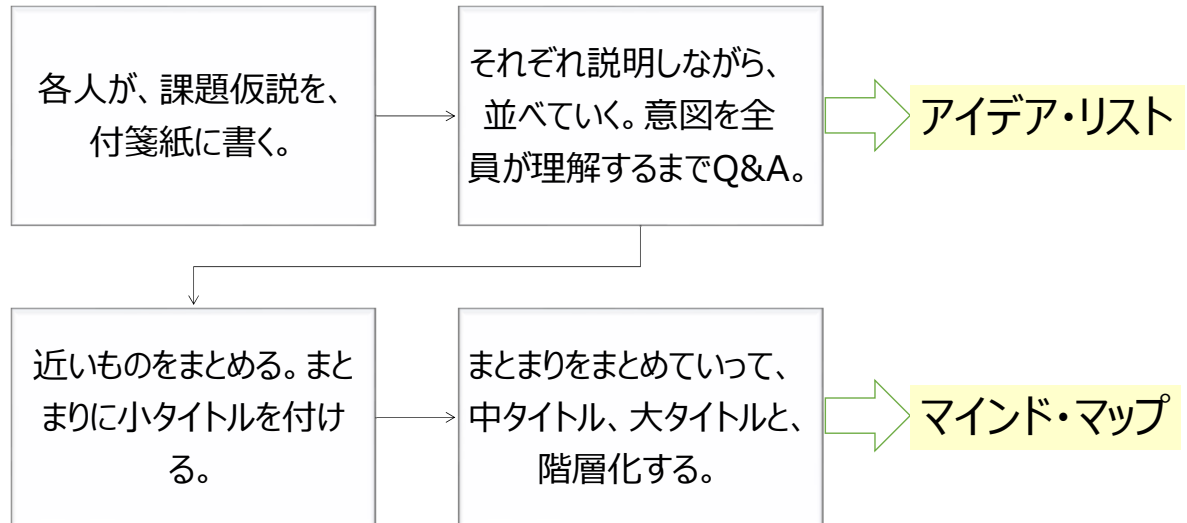 各人が、課題仮説を、
付箋紙に書く。
それぞれ説明しながら、
並べていく。意図を全
員が理解するまでQ&A。
アイデア・リスト
近いものをまとめる。まと
まりに小タイトルを付け
る。
まとまりをまとめていって、
中タイトル、大タイトルと、
階層化する。
マインド・マップ